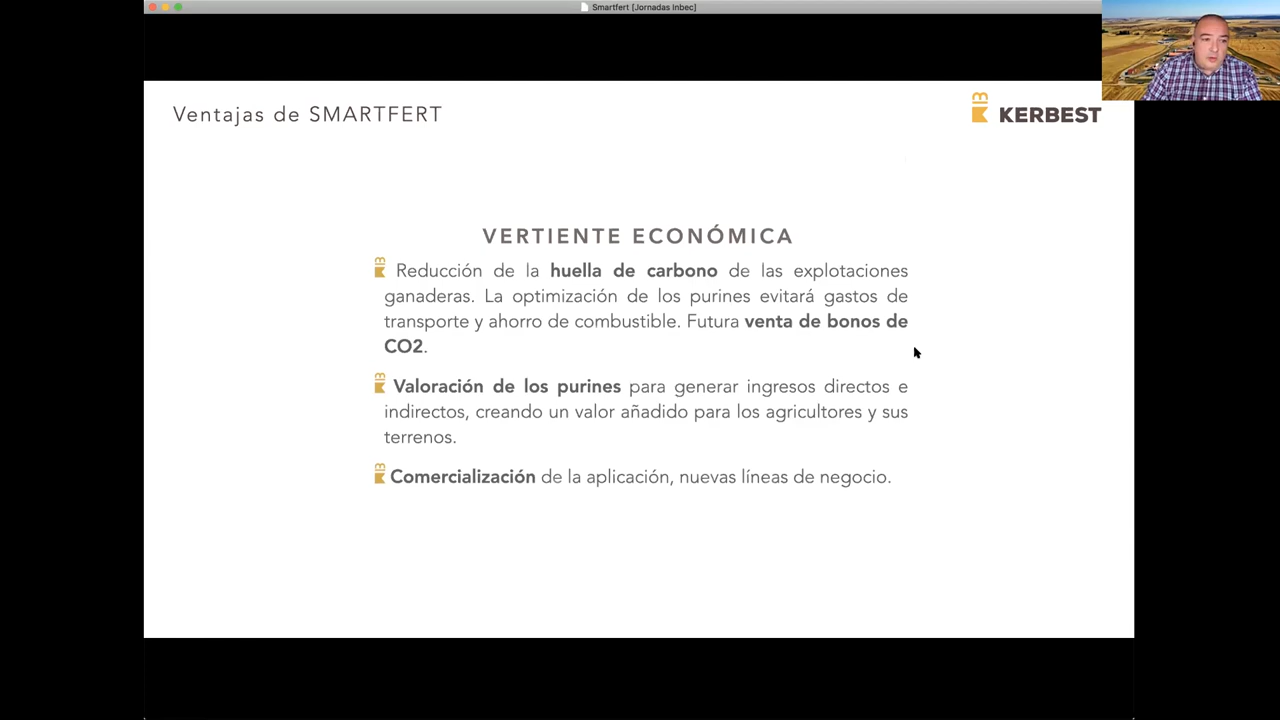 Smartfert [Jornadas Inbec]
Ventajas de SMARTFERT
KERBEST
VERTIENTE ECONÓMICA
Reducción de la huella de carbono de las explotaciones
ganaderas. La optimización de los purines evitará gastos de
transporte y ahorro de combustible. Futura venta de bonos de
CO2.
Valoración de los purines para generar ingresos directos e
indirectos, creando un valor añadido para los agricultores y sus
terrenos.
Comercialización de la aplicación, nuevas líneas de negocio.